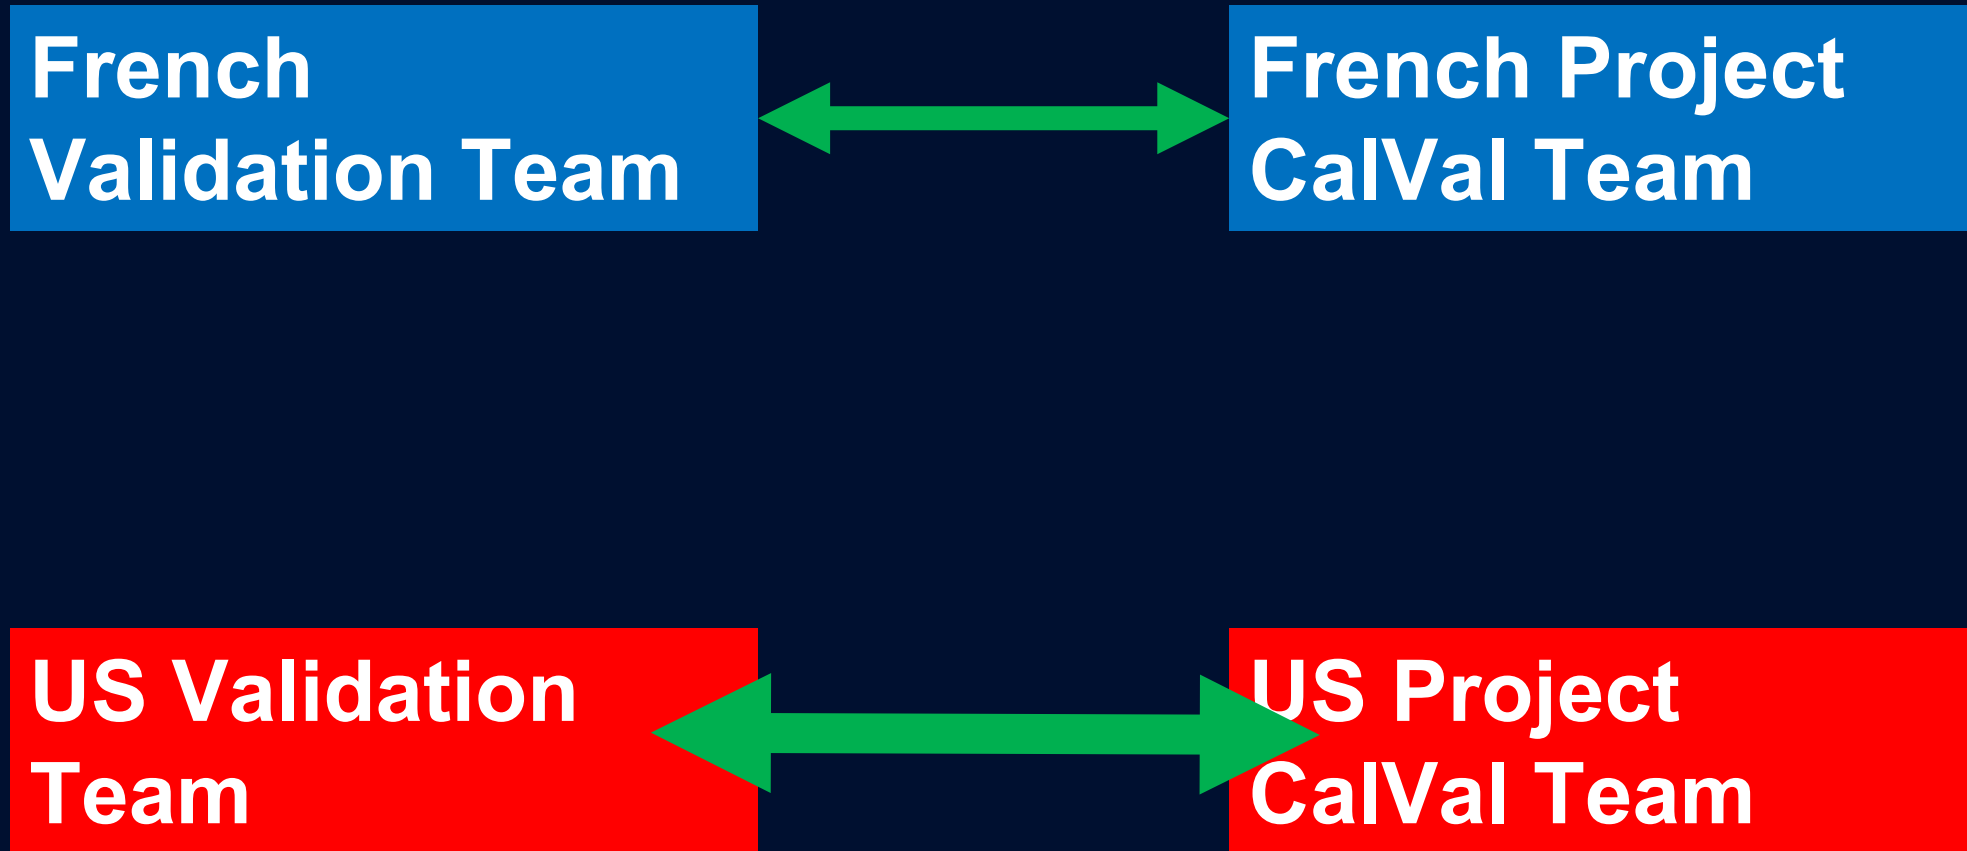 French
Validation Team
French Project
CalVal Team
US Validation
Team
US Project
CalVal Team